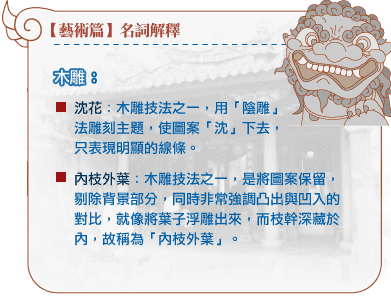 【藝術篇】名詞解釋
木雕：
沈花：木雕技法之一，用「陰雕」
法雕刻主題，使圖案「沈」下去，
只表現明顯的線條。
內枝外葉：木雕技法之一，是將圖案保留，
剔除背景部分，同時非常強調凸出與凹入的
對比，就像將葉子浮雕出來，而枝幹深藏於
內，故稱為「內枝外葉」。